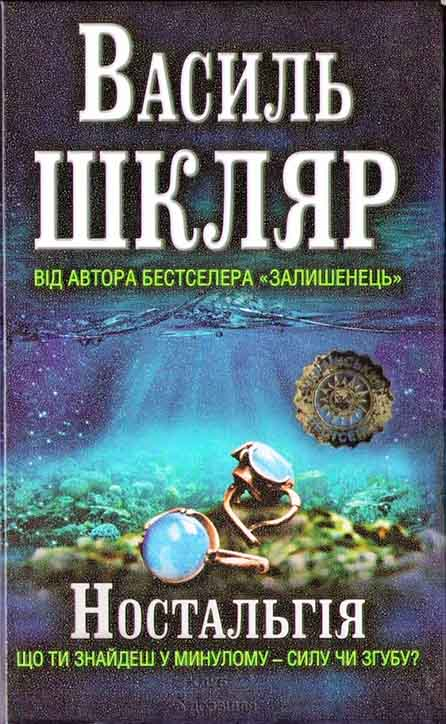 ВАСИЛЬ
ШКЛЯР
ВІД АВТОРА БЕСТСЕЛЕРА «ЗАЛИШЕНЕЦЬ»
НОСТАЛЬГІЯ
ЩО ТИ ЗНАЙДЕШ У МИНУЛОМУ – СИЛУ ЧИ ЗГУБУ?